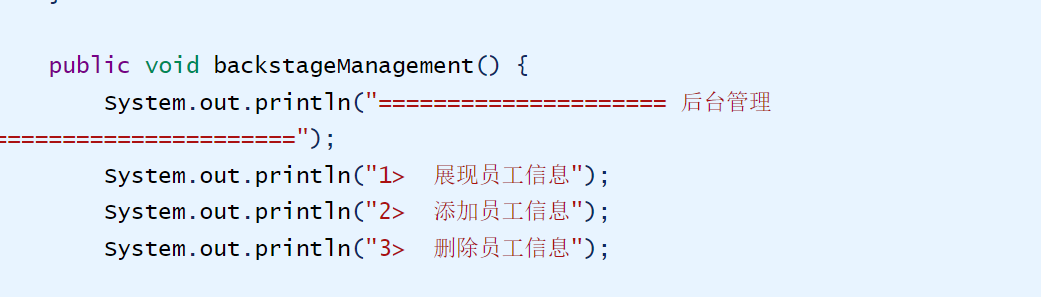 public void backstageManagement() {
System.out.println("===================== 后台管理
======================");
System.out.println("1>  展现员工信息");
System.out.println("2>  添加员工信息");
System.out.println("3>  删除员工信息");